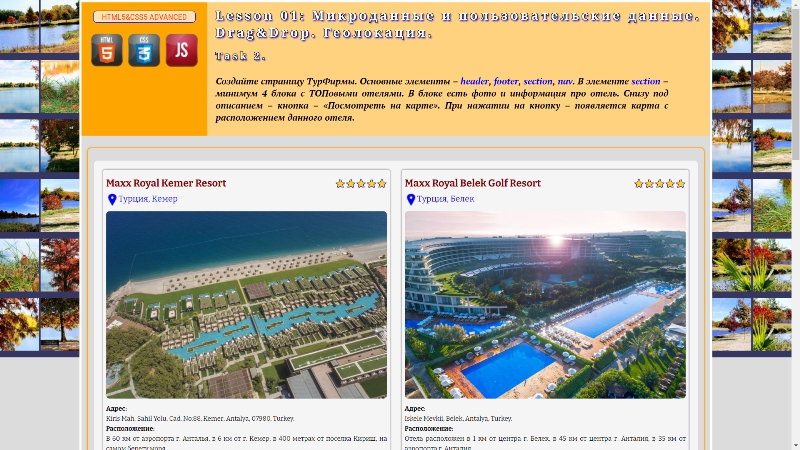 HTML5&CSS5 ADVANCED
HTML
5
CSS
3
JS
Lesson 01: Микроданные и пользовательские данные.
Drag&Drop. Геолокация.
Task 2.
Создайте страницу ТурФирмы. Основные элементы – header, footer, section, nav. В элементе section –
минимум 4 блока с ТОПовыми отелями. В блоке есть фото и информация про отель. Снизу под
описанием – кнопка – «Посмотреть на карте». При нажатии на кнопку – появляется карта с
расположением данного отеля.
Maxx Royal Kemer Resort
Турция, Кемер
Адрес:
Kiris Mah. Sahil Yolu. Cad. No:88, Kemer, Antalya, 07980, Turkey.
Расположение:
В 60 км от аэропорта г. Анталья, в 6 км от г. Кемер, в 400 метрах от поселка Кириш, на
самом берегу моря.
Maxx Royal Belek Golf Resort
Турция, Белек
Адрес:
Iskele Mevkii, Belek, Antalya, Turkey.
Расположение:
Отель расположен в 1 км от центра г. Белек, в 45 км от центра г. Анталия, в 35 км от
аэропорта г. Анталия.